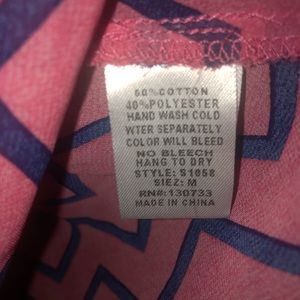 60%COTTON
40%POLYESTER
HAND WASH COLD
WTER SEPARATELY
COLOR WILL BLEED
NO BLEECH
HANG TO DRY
STYLE: S1058
SIEZ: M
RN#: 130733
MADE IN CHINA